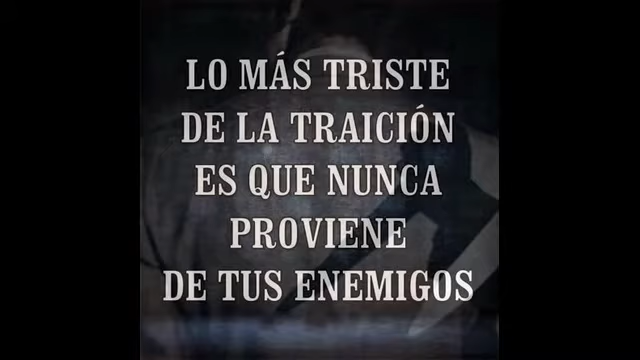 LO MÁS TRISTE
DE LA TRAICIÓN
ES QUE NUNCA
PROVIENE
DE TUS ENEMIGOS